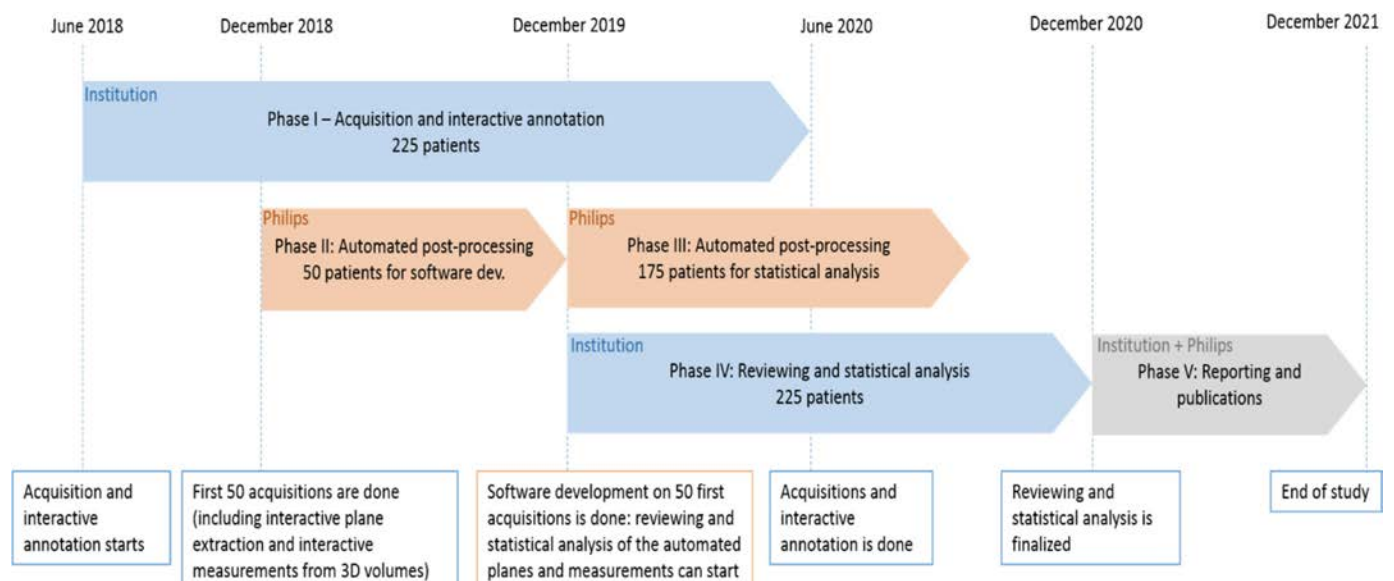 June 2018
December 2018
December 2019
June 2020
December 2020
December 2021
Institution
Phase I – Acquisition and interactive annotation
225 patients
Philips
Phase II: Automated post-processing
50 patients for software dev.
Philips
Phase III: Automated post-processing
175 patients for statistical analysis
Institution
Phase IV: Reviewing and statistical analysis
225 patients
Institution + Philips
Phase V: Reporting and
publications
Acquisition and
interactive
annotation starts
First 50 acquisitions are done
(including interactive plane
extraction and interactive
measurements from 3D volumes)
Software development on 50 first
acquisitions is done: reviewing and
statistical analysis of the automated
planes and measurements can start
Acquisitions and
interactive
annotation is done
Reviewing and
statistical analysis is
finalized
End of study